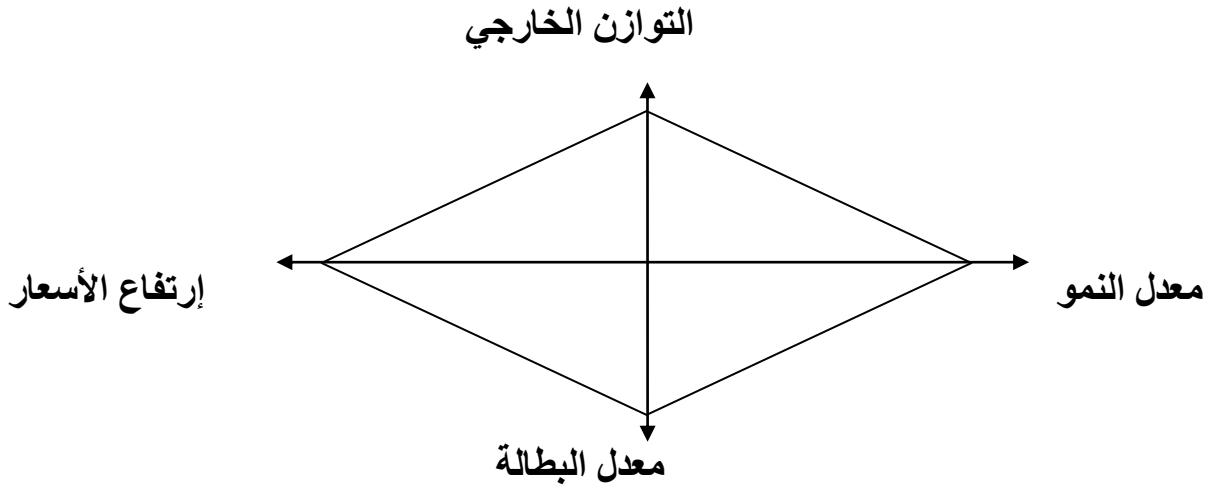 التوازن الخارجي
معدل النمو
إرتفاع الأسعار
معدل البطالة